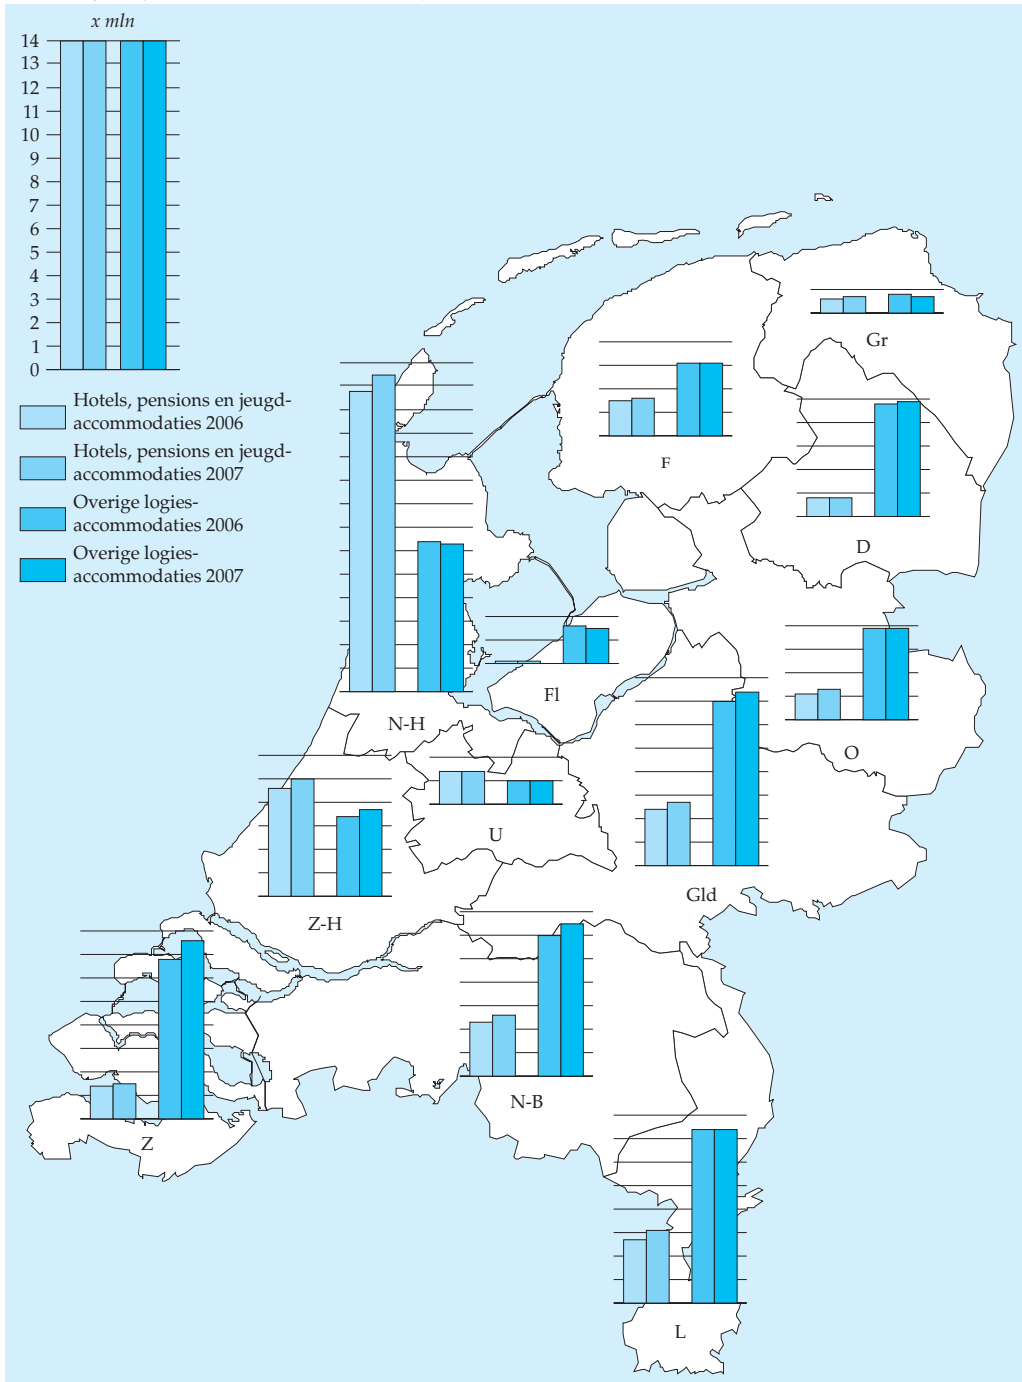 x mln
14
13
12
11
10
9
8
7
6
5
4
3
2
1
0
Hotels, pensions en jeugd-
accommodaties 2006
Hotels, pensions en jeugd-
accommodaties 2007
Overige logies-
accommodaties 2006
Overige logies-
accommodaties 2007
Gr
F
D
Fl
N-H
O
U
Gld
Z-H
N-B
Z
L